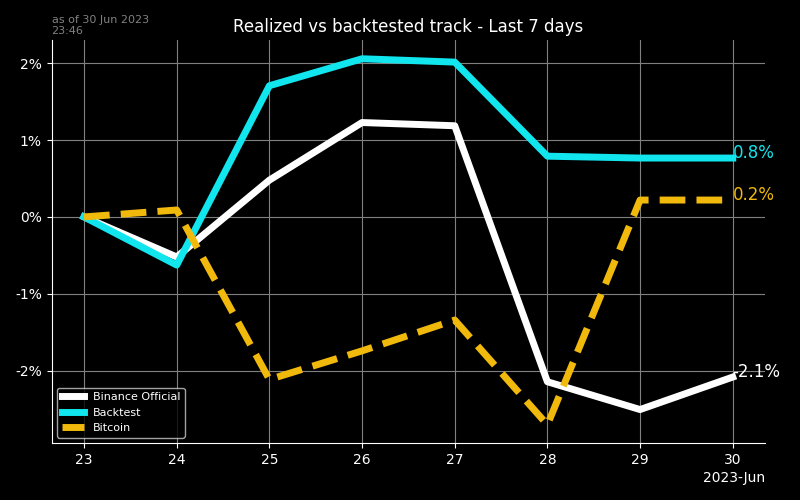 as of 30 Jun 2023
23:46
Realized vs backtested track - Last 7 days
2%
1%
0%
-1%
-2%
0.8%
0.2%
-2.1%
Binance Official
Backtest
Bitcoin
23 24 25 26 27 28 29 30
2023-Jun